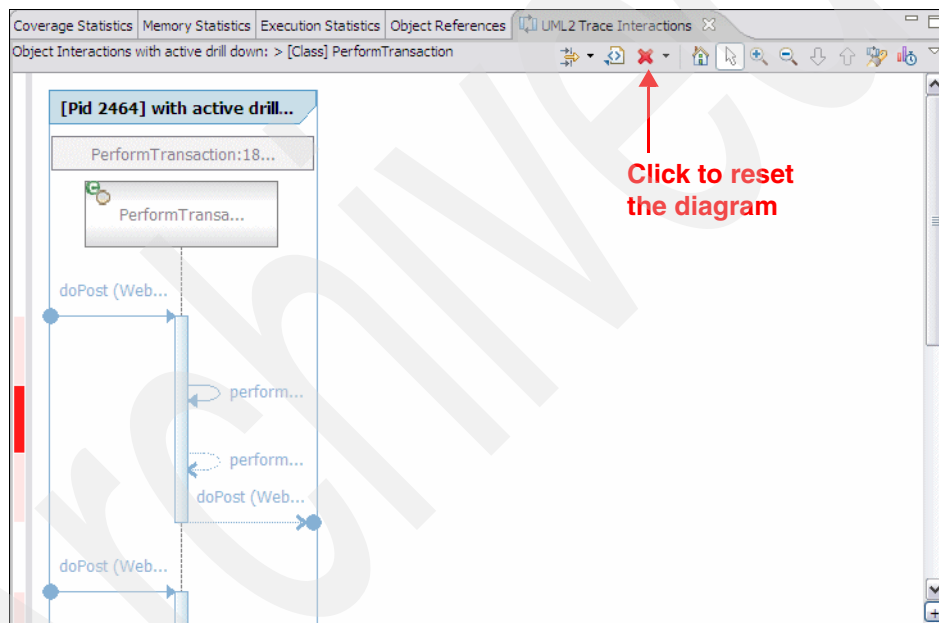 Coverage Statistics Memory Statistics Execution Statistics Object References UML2 Trace Interactions
Object Interactions with active drill down: > [Class] PerformTransaction
[Pid 2464] with active drill...
PerformTransaction:18...
Click to reset
the diagram
PerformTransa...
doPost (Web...
perform...
perform...
doPost (Web...
doPost (Web...